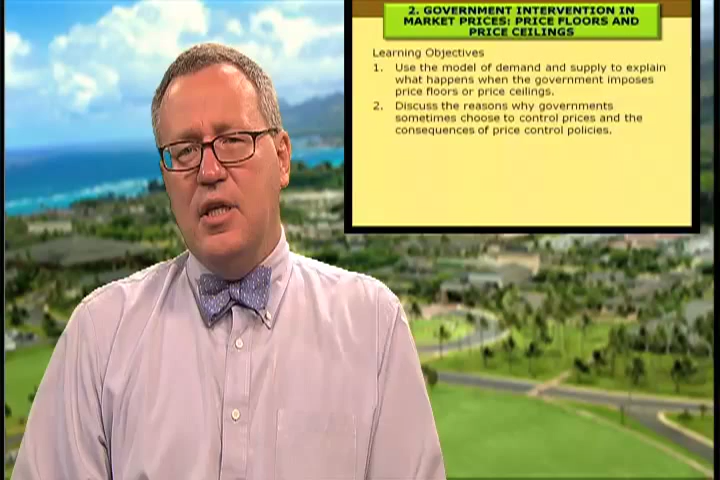 2. GOVERNMENT INTERVENTION IN
MARKET PRICES: PRICE FLOORS AND
PRICE CEILINGS
Learning Objectives
1. Use the model of demand and supply to explain
what happens when the government imposes
price floors or price ceilings.
2. Discuss the reasons why governments
sometimes choose to control prices and the
consequences of price control policies.